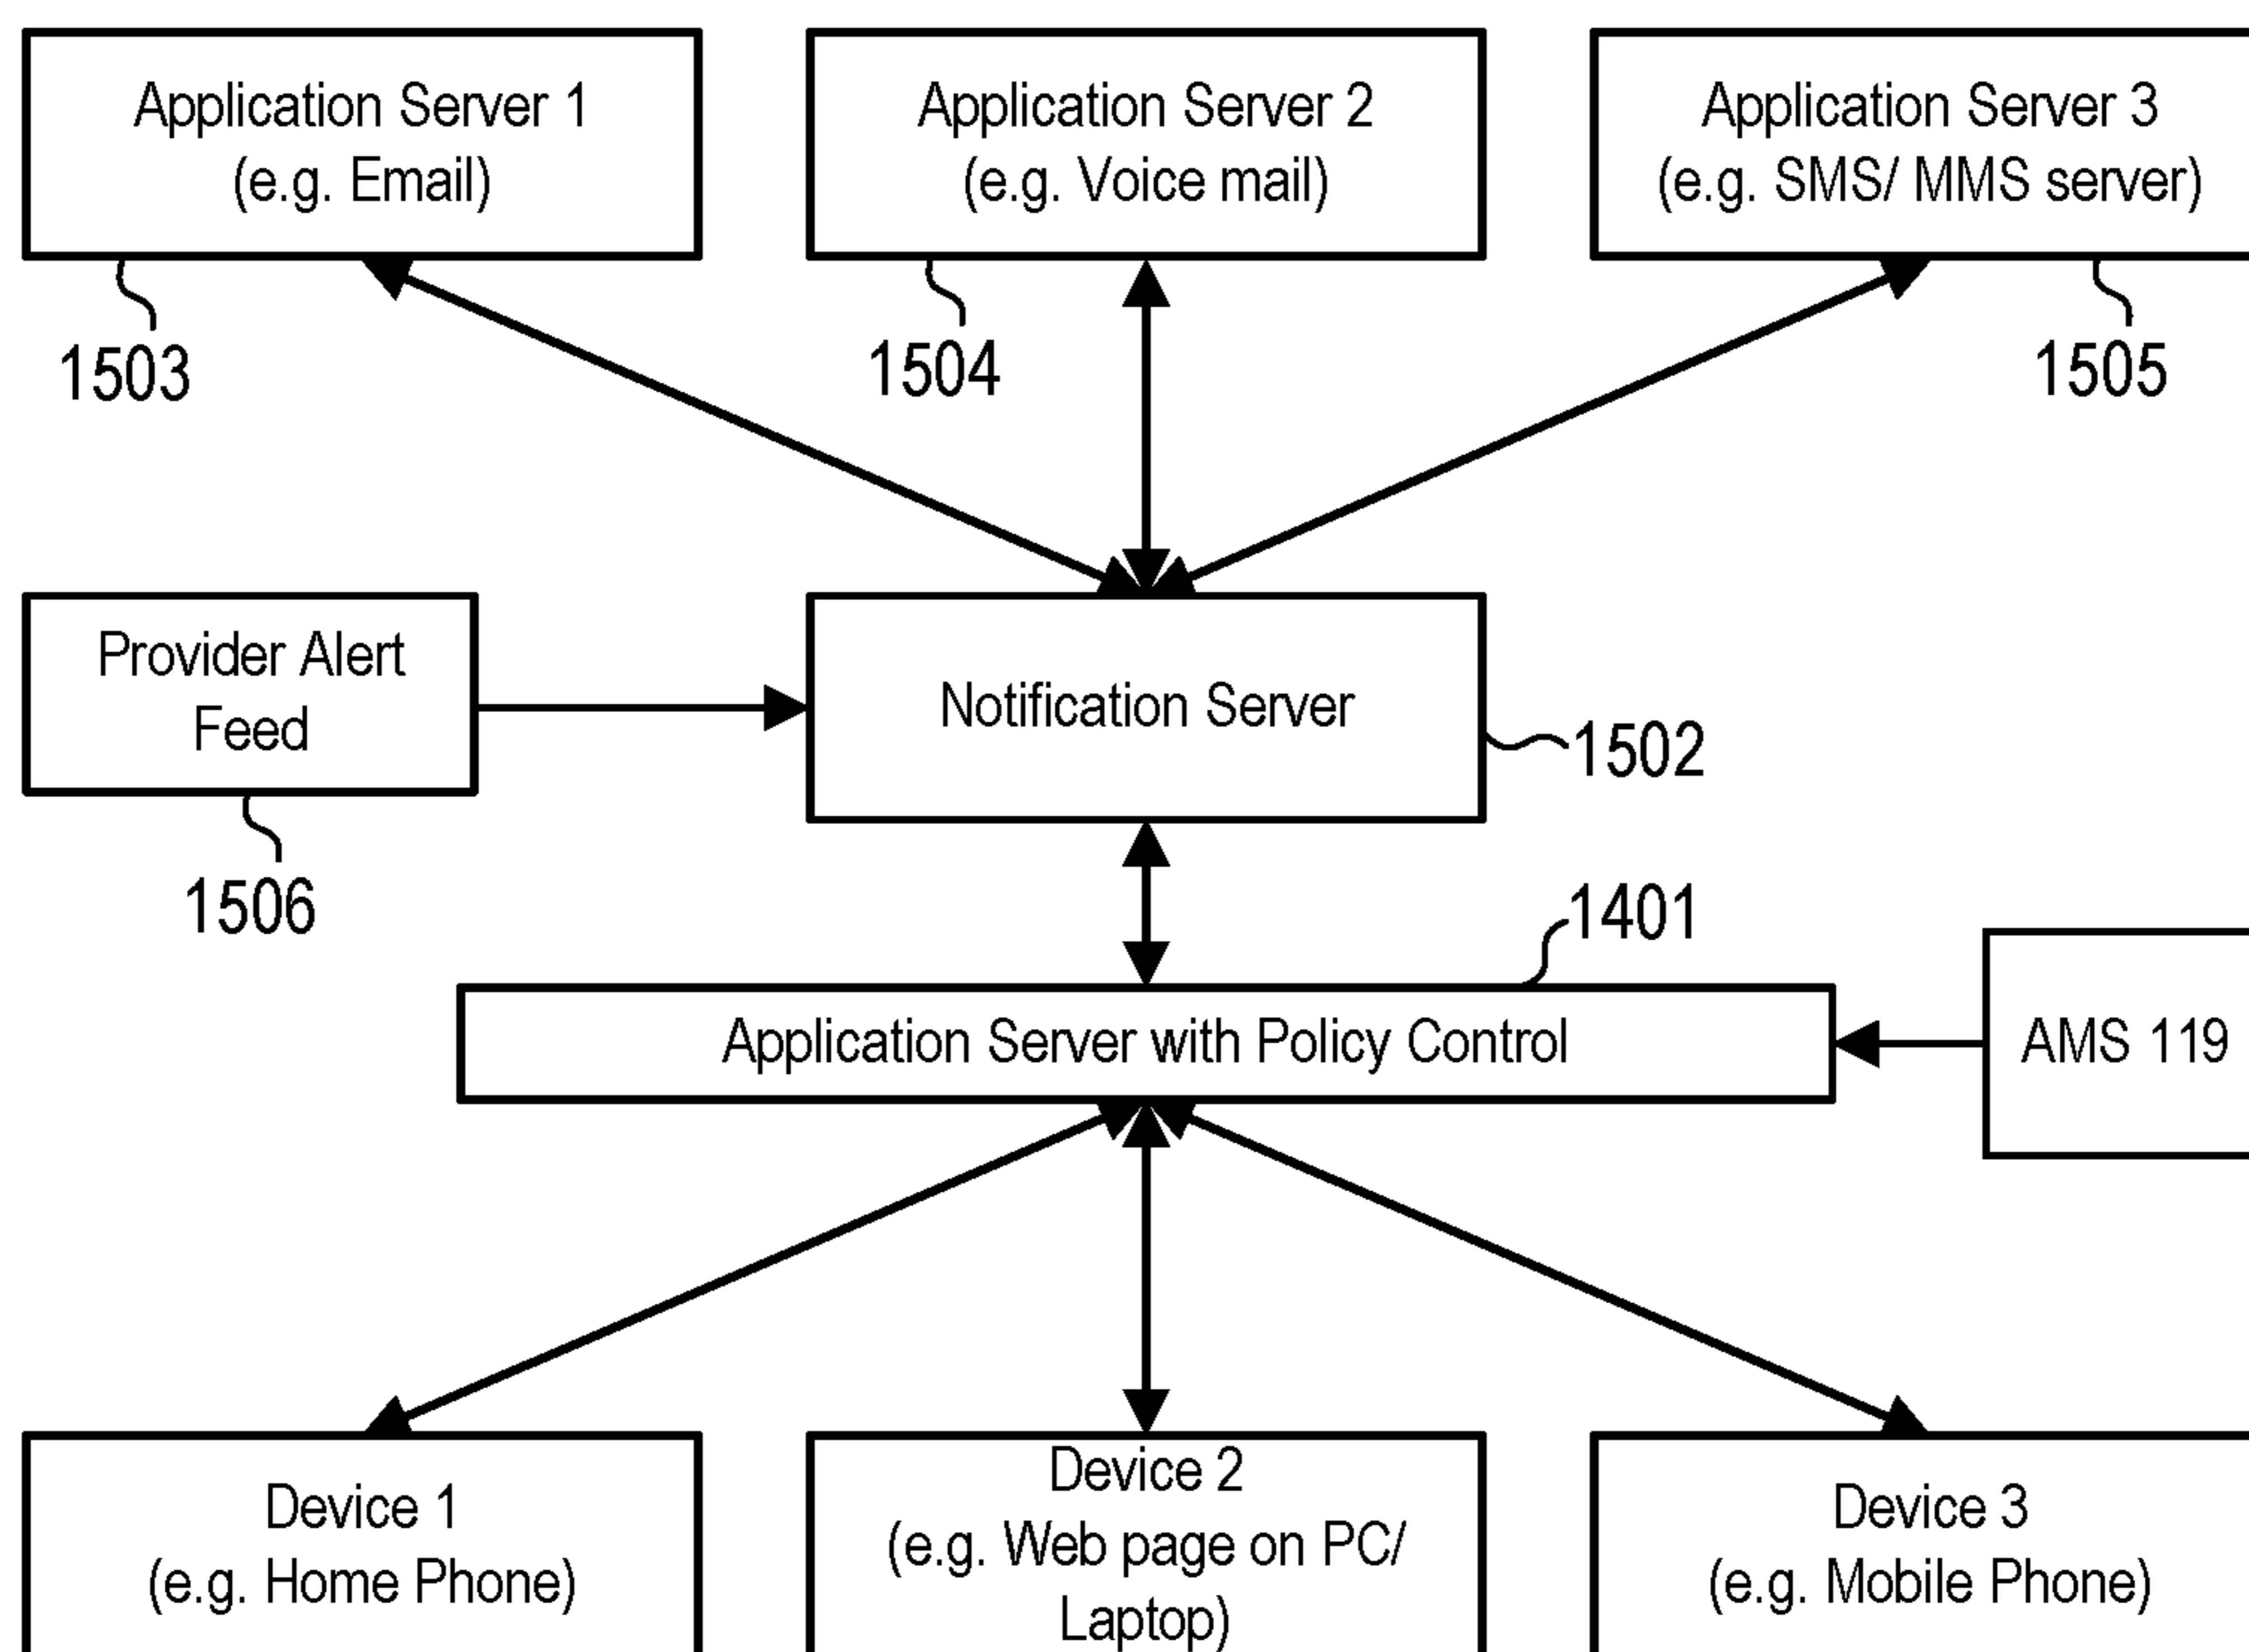 Application Server 1
(e.g. Email)
Application Server 2
(e.g. Voice mail)
Application Server 3
(e.g. SMS/ MMS server)
1503
1504
1505
Provider Alert
Feed
Notification Server
1502
1506
1401
Application Server with Policy Control
AMS 119
Device 1
(e.g. Home Phone)
Device 2
(e.g. Web page on PC/
Laptop)
Device 3
(e.g. Mobile Phone)